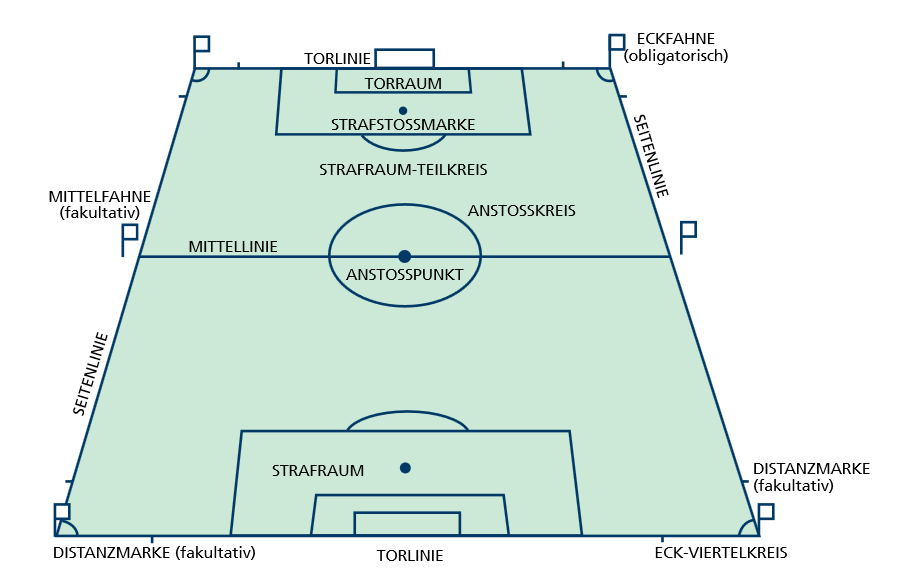 ECKFAHNE
(obligatorisch)
TORLINIE
TORRAUM
STRAFSTOSSMARKE
SEITENLINIE
STRAFRAUM-TEILKREIS
MITTELFAHNE
(fakultativ)
ANSTOSSKREIS
MITTELLINIE
ANSTOSSPUNKT
SEITENLINIE
STRAFRAUM
DISTANZMARKE
(fakultativ)
DISTANZMARKE (fakultativ)
TORLINIE
ECK-VIERTELKREIS